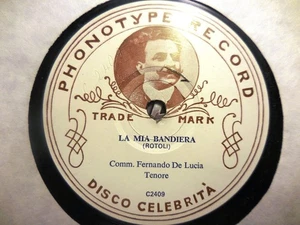 PHONOTYPE RECORD
TRADE MARK
LA MIA BANDIERA
(ROTOLI)
Comm. Fernando De Lucia
Tenore
C2408
DISCO CELEBRITÀ